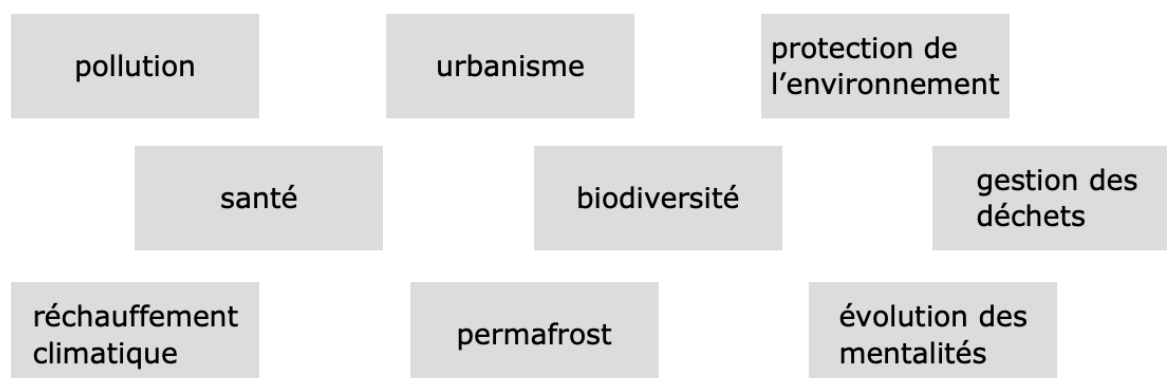 pollution
urbanisme
protection de
l’environnement
santé
biodiversité
gestion des
déchets
réchauffement
climatique
permafrost
évolution des
mentalités